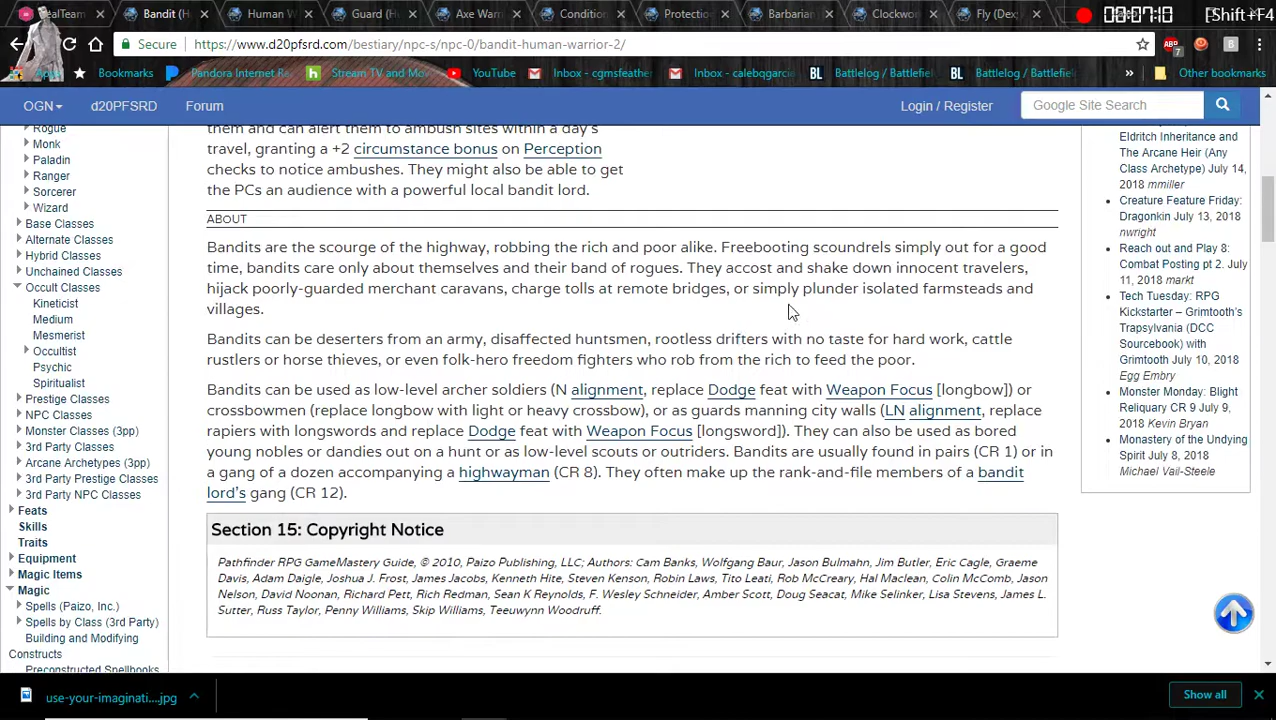 RealTeam
Bandit (H
Human W
Guard (H
Axe Warr
Condition
Protection
Barbarian
Clockwor
Fly (Dex;
00:07:10
[Shift+F4
Secure
https://www.d20pfsrd.com/bestiary/npc-s/npc-0/bandit-human-warrior-2/
ABP
7
8
Apps
Bookmarks
Pandora Internet Ra
Stream TV and Mov
YouTube
Inbox - cgmsfeather
Inbox - calebqgarcia
Battlelog / Battlefiel
Battlelog / Battlefiel
»
Other bookmarks
OGN
d20PFSRD
Forum
Login / Register
Google Site Search
Rogue
Monk
Paladin
Ranger
Sorcerer
Wizard
Base Classes
Alternate Classes
Hybrid Classes
Unchained Classes
Occult Classes
Kineticist
Medium
Mesmerist
Occultist
Psychic
Spiritualist
Prestige Classes
NPC Classes
Monster Classes (3pp)
3rd Party Classes
Arcane Archetypes (3pp)
3rd Party Prestige Classes
3rd Party NPC Classes
Feats
Skills
Traits
Equipment
Magic Items
Magic
Spells (Paizo, Inc.)
Spells by Class (3rd Party)
Building and Modifying
Constructs
Preconstructed Spellbooks
them and can alert them to ambush sites within a day's
travel, granting a +2 circumstance bonus on Perception
checks to notice ambushes. They might also be able to get
the PCs an audience with a powerful local bandit lord.
ABOUT
Bandits are the scourge of the highway, robbing the rich and poor alike. Freebooting scoundrels simply out for a good
time, bandits care only about themselves and their band of rogues. They accost and shake down innocent travelers,
hijack poorly-guarded merchant caravans, charge tolls at remote bridges, or simply plunder isolated farmsteads and
villages.
Bandits can be deserters from an army, disaffected huntsmen, rootless drifters with no taste for hard work, cattle
rustlers or horse thieves, or even folk-hero freedom fighters who rob from the rich to feed the poor.
Bandits can be used as low-level archer soldiers (N alignment, replace Dodge feat with Weapon Focus [longbow]) or
crossbowmen (replace longbow with light or heavy crossbow), or as guards manning city walls (LN alignment, replace
rapiers with longswords and replace Dodge feat with Weapon Focus [longsword]). They can also be used as bored
young nobles or dandies out on a hunt or as low-level scouts or outriders. Bandits are usually found in pairs (CR 1) or in
a gang of a dozen accompanying a highwayman (CR 8). They often make up the rank-and-file members of a bandit
lord's gang (CR 12).
Section 15: Copyright Notice
Pathfinder RPG GameMastery Guide, © 2010, Paizo Publishing, LLC; Authors: Cam Banks, Wolfgang Baur, Jason Bulmahn, Jim Butler, Eric Cagle, Graeme
Davis, Adam Daigle, Joshua J. Frost, James Jacobs, Kenneth Hite, Steven Kenson, Robin Laws, Tito Leati, Rob McCreary, Hal Maclean, Colin McComb, Jason
Nelson, David Noonan, Richard Pett, Rich Redman, Sean K Reynolds, F. Wesley Schneider, Amber Scott, Doug Seacat, Mike Selinker, Lisa Stevens, James L.
Sutter, Russ Taylor, Penny Williams, Skip Williams, Teeuwynn Woodruff.
Eldritch Inheritance and
The Arcane Heir (Any
Class Archetype) July 14,
2018 mmiller
Creature Feature Friday:
Dragonkin July 13, 2018
nwright
Reach out and Play 8:
Combat Posting pt 2. July
11, 2018 markt
Tech Tuesday: RPG
Kickstarter – Grimtooth's
Trapsylvania (DCC
Sourcebook) with
Grimtooth July 10, 2018
Egg Embry
Monster Monday: Blight
Reliquary CR 9 July 9,
2018 Kevin Bryan
Monastery of the Undying
Spirit July 8, 2018
Michael Vail-Steele
use-your-imaginati....jpg
Show all